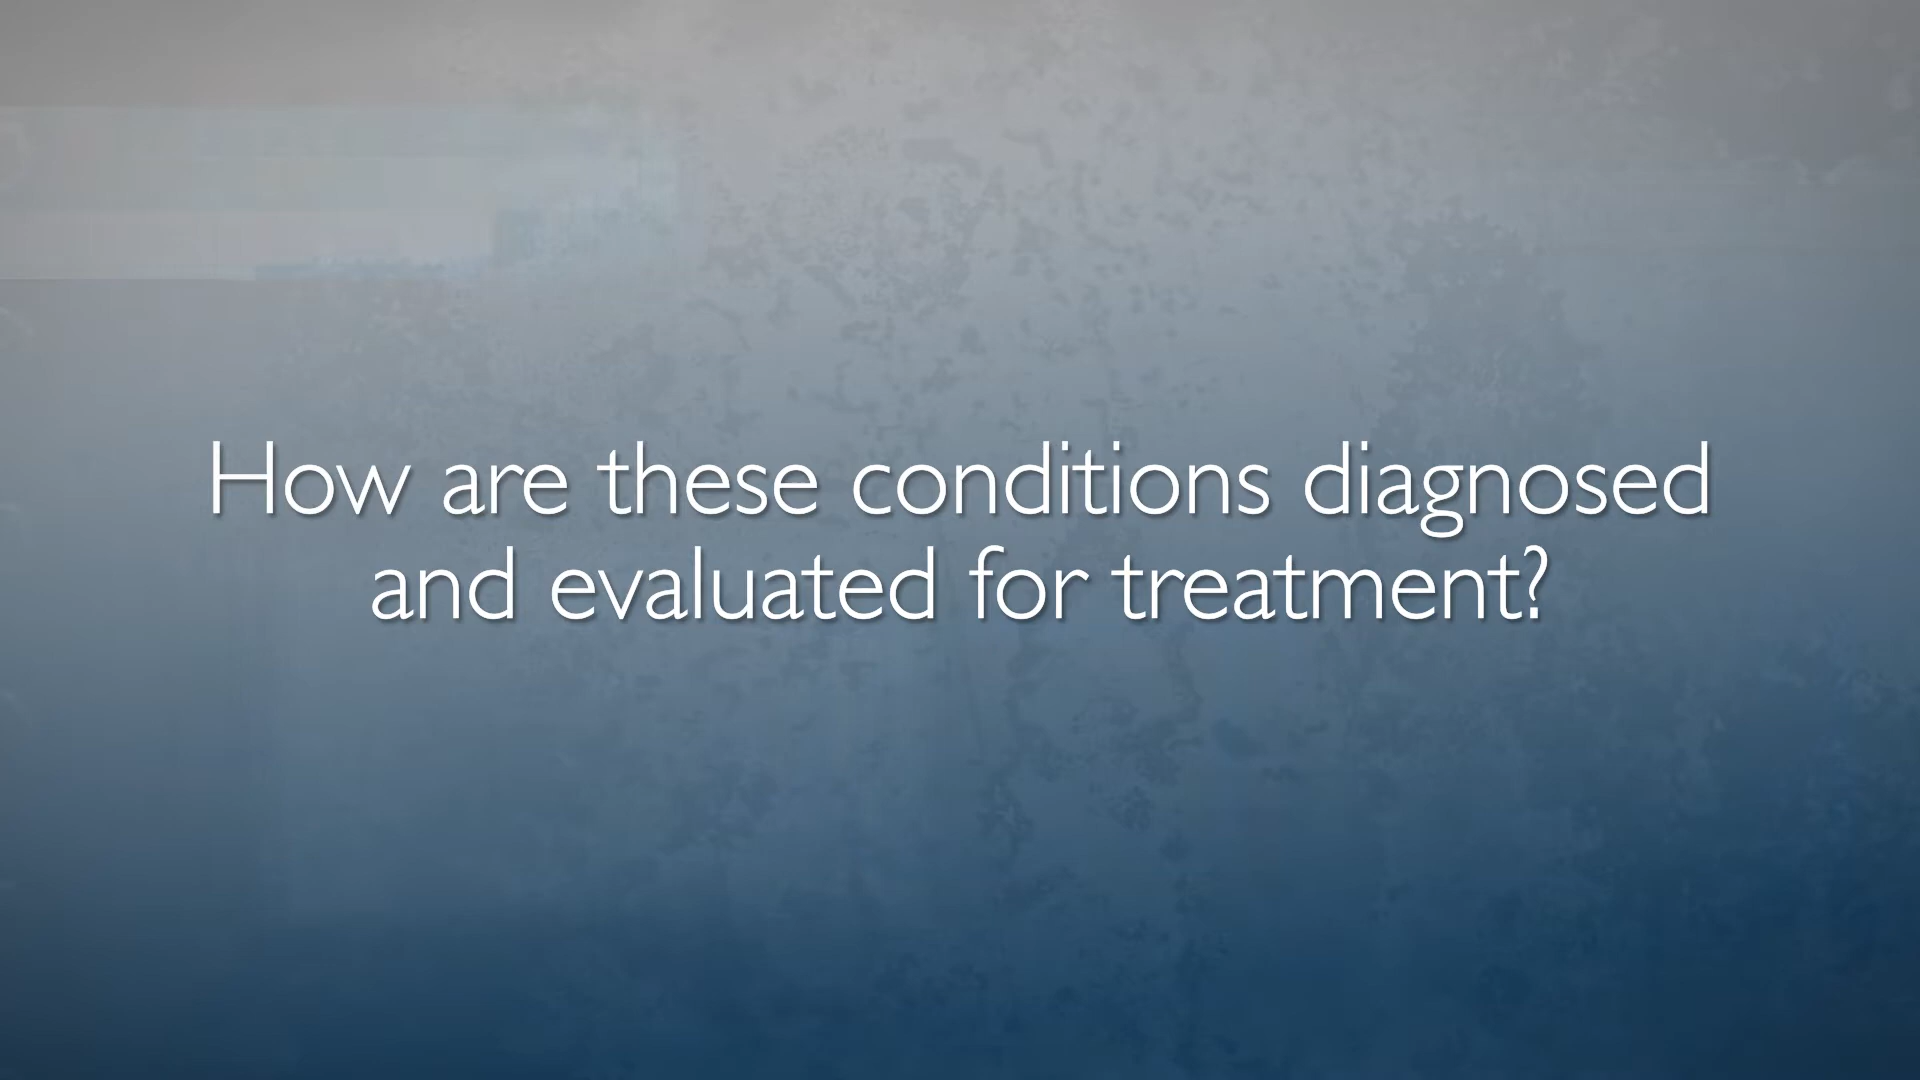 How are these conditions diagnosed
and evaluated for treatment?